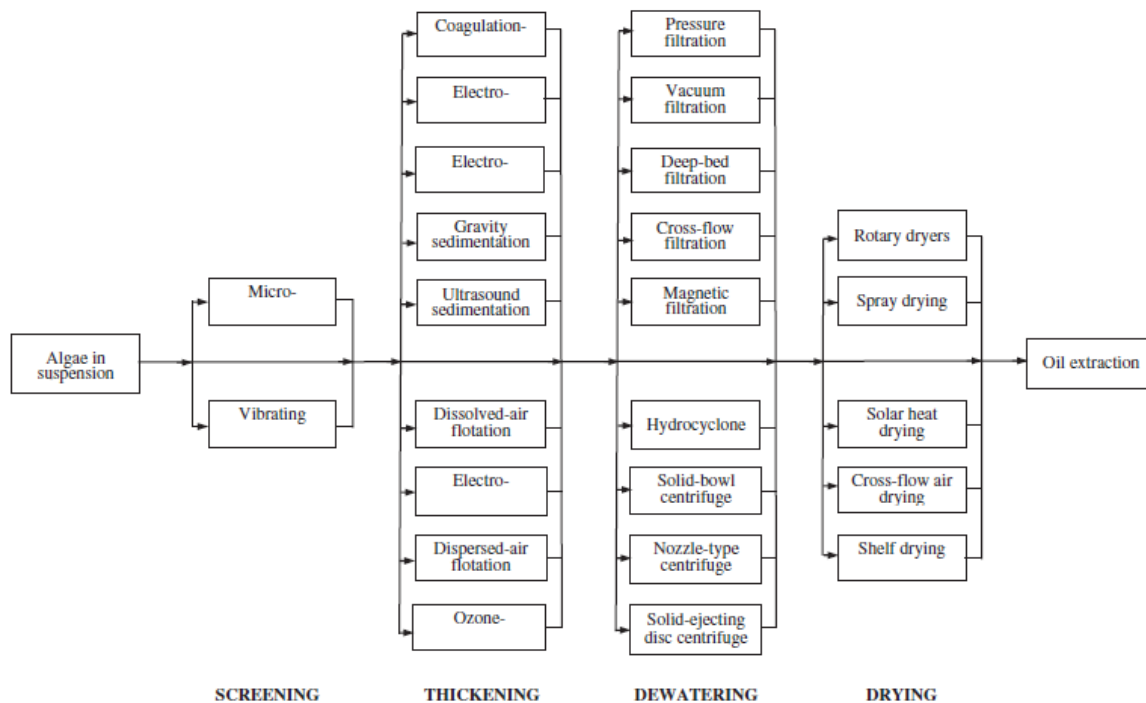 Algae in
suspension
Micro-
Vibrating
Coagulation-
Electro-
Electro-
Gravity
sedimentation
Ultrasound
sedimentation
Dissolved-air
flotation
Electro-
Dispersed-air
flotation
Ozone-
Pressure
filtration
Vacuum
filtration
Deep-bed
filtration
Cross-flow
filtration
Magnetic
filtration
Hydrocyclone
Solid-bowl
centrifuge
Nozzle-type
centrifuge
Solid-ejecting
disc centrifuge
Rotary dryers
Spray drying
Solar heat
drying
Cross-flow air
drying
Shelf drying
Oil extraction
SCREENING
THICKENING
DEWATERING
DRYING